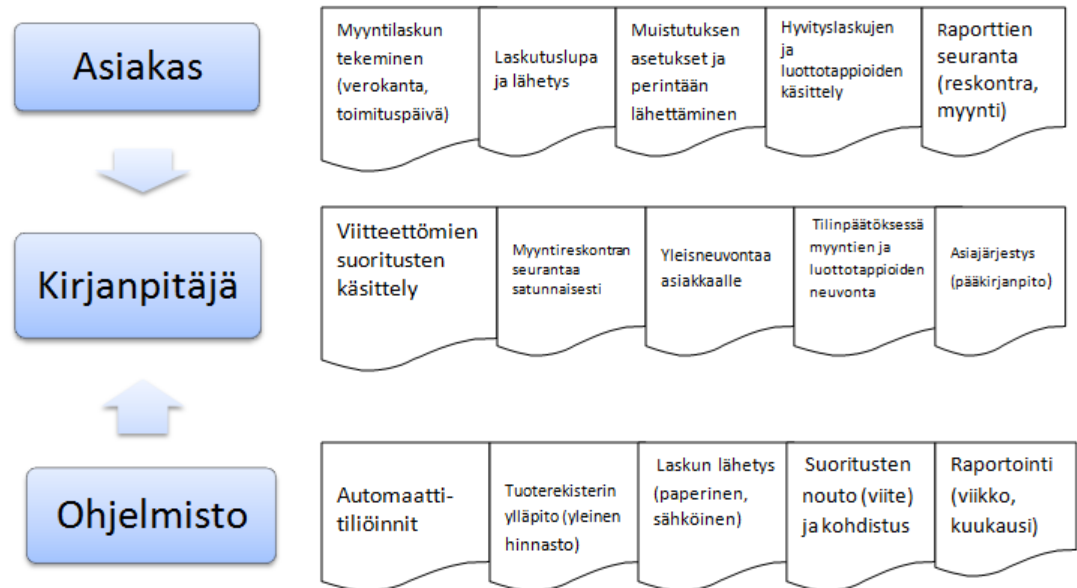 Asiakas
Myyntilaskun
tekeminen
(verokanta,
toimituspäivä)
Laskutuslupa
ja lähetys
Muistutuksen
asetukset ja
perintään
lähettäminen
Hyvityslaskujen
ja
luottotappioiden
käsittely
Raporttien
seuranta
(reskontra,
myynti)
Kirjanpitäjä
Viitteettömien
suoritusten
käsittely
Myyntireskontran
seurantaa
satunnaisesti
Yleisneuvontaa
asiakkaalle
Tilinpäätöksessä
myyntien ja
luottotappioiden
neuvonta
Asiajärjestys
(pääkirjanpito)
Ohjelmisto
Automaatti-
tiliöinnit
Tuoterekisterin
ylläpito (yleinen
hinnasto)
Laskun lähetys
(paperinen,
sähköinen)
Suoritusten
nouto (viite)
ja kohdistus
Raportointi
(viikko,
kuukausi)